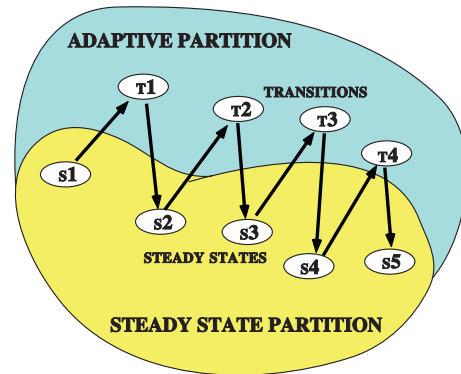 ADAPTIVE PARTITION
T1
TRANSITIONS
T2
T3
T4
S1
S2
S3
STEADY STATES
S4
S5
STEADY STATE PARTITION